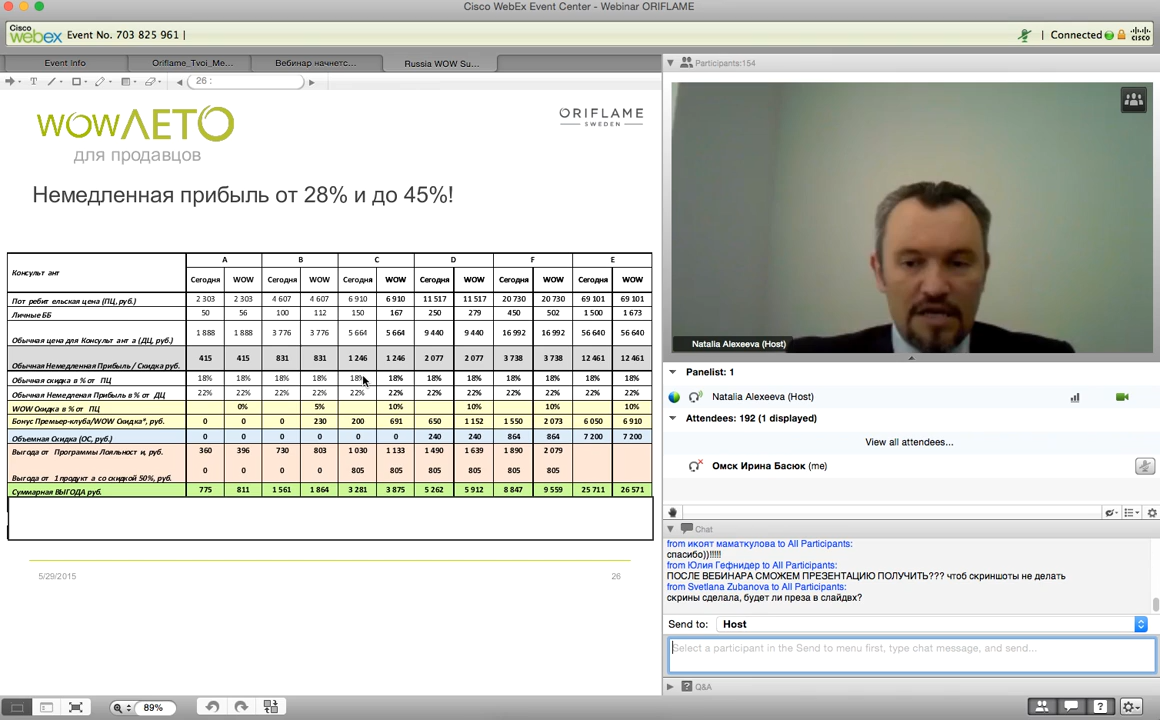 Cisco WebEx Event Center - Webinar ORIFLAME
Cisco webex Event No. 703 825 961 | Connected CISCO
Event Info Oriflame_Tvoi_Me... Вебинар начнетс... Russia WOW Su...
26 :
WOWЛЕТО
для продавцов
ORIFLAME
SWEDEN
Немедленная прибыль от 28% и до 45%!
Консульт ант A B C D F E
Сегодня WOW Сегодня WOW Сегодня WOW Сегодня WOW Сегодня WOW Сегодня WOW
Пот ребит ельская цена (ПЦ, руб.) 2 303 2 303 4 607 4 607 6 910 6 910 11 517 11 517 20 730 20 730 69 101 69 101
Личные ББ 50 56 100 112 150 167 250 279 450 502 1 500 1 673
Обычная цена для Консульт ант а (ДЦ, руб.) 1 888 1 888 3 776 3 776 5 664 5 664 9 440 9 440 16 992 16 992 56 640 56 640
Обычная Немедленная Прибыль / Скидка руб. 415 415 831 831 1 246 1 246 2 077 2 077 3 738 3 738 12 461 12 461
Обычная скидка в % от ПЦ 18% 18% 18% 18% 18% 18% 18% 18% 18% 18% 18% 18%
Обычная Немедленая Прибыль в % от ДЦ 22% 22% 22% 22% 22% 22% 22% 22% 22% 22% 22% 22%
WOW Скидка в % от ПЦ 0% 5% 10% 10% 10% 10%
Бонус Премьер-клуба/WOW Скидка*, руб. 0 0 0 230 200 691 650 1 152 1 550 2 073 6 050 6 910
Объемная Скидка (ОС, руб.) 0 0 0 0 0 0 240 240 864 864 7 200 7 200
Выгода от Программы Лояльност и, руб. 360 396 730 803 1 030 1 133 1 490 1 639 1 890 2 079
Выгода от 1 продукт а со скидкой 50%, руб. 0 0 0 0 805 805 805 805 805 805
Суммарная ВЫГОДА руб. 775 811 1 561 1 864 3 281 3 875 5 262 5 912 8 847 9 559 25 711 26 571
5/29/2015 26
89%
Participants:154
Natalia Alexeeva (Host)
Panelist: 1
Natalia Alexeeva (Host)
Attendees: 192 (1 displayed)
View all attendees...
Омск Ирина Басюк (me)
Chat
from икоят маматкулова to All Participants:
спасибо))!!!!!
from Юлия Гефнидер to All Participants:
ПОСЛЕ ВЕБИНАРА СМОЖЕМ ПРЕЗЕНТАЦИЮ ПОЛУЧИТЬ??? чтоб скриншоты не делать
from Svetlana Zubanova to All Participants:
скрины сделала, будет ли преза в слайдвх?
Send to: Host
Select a participant in the Send to menu first, type chat message, and send...
Q&A